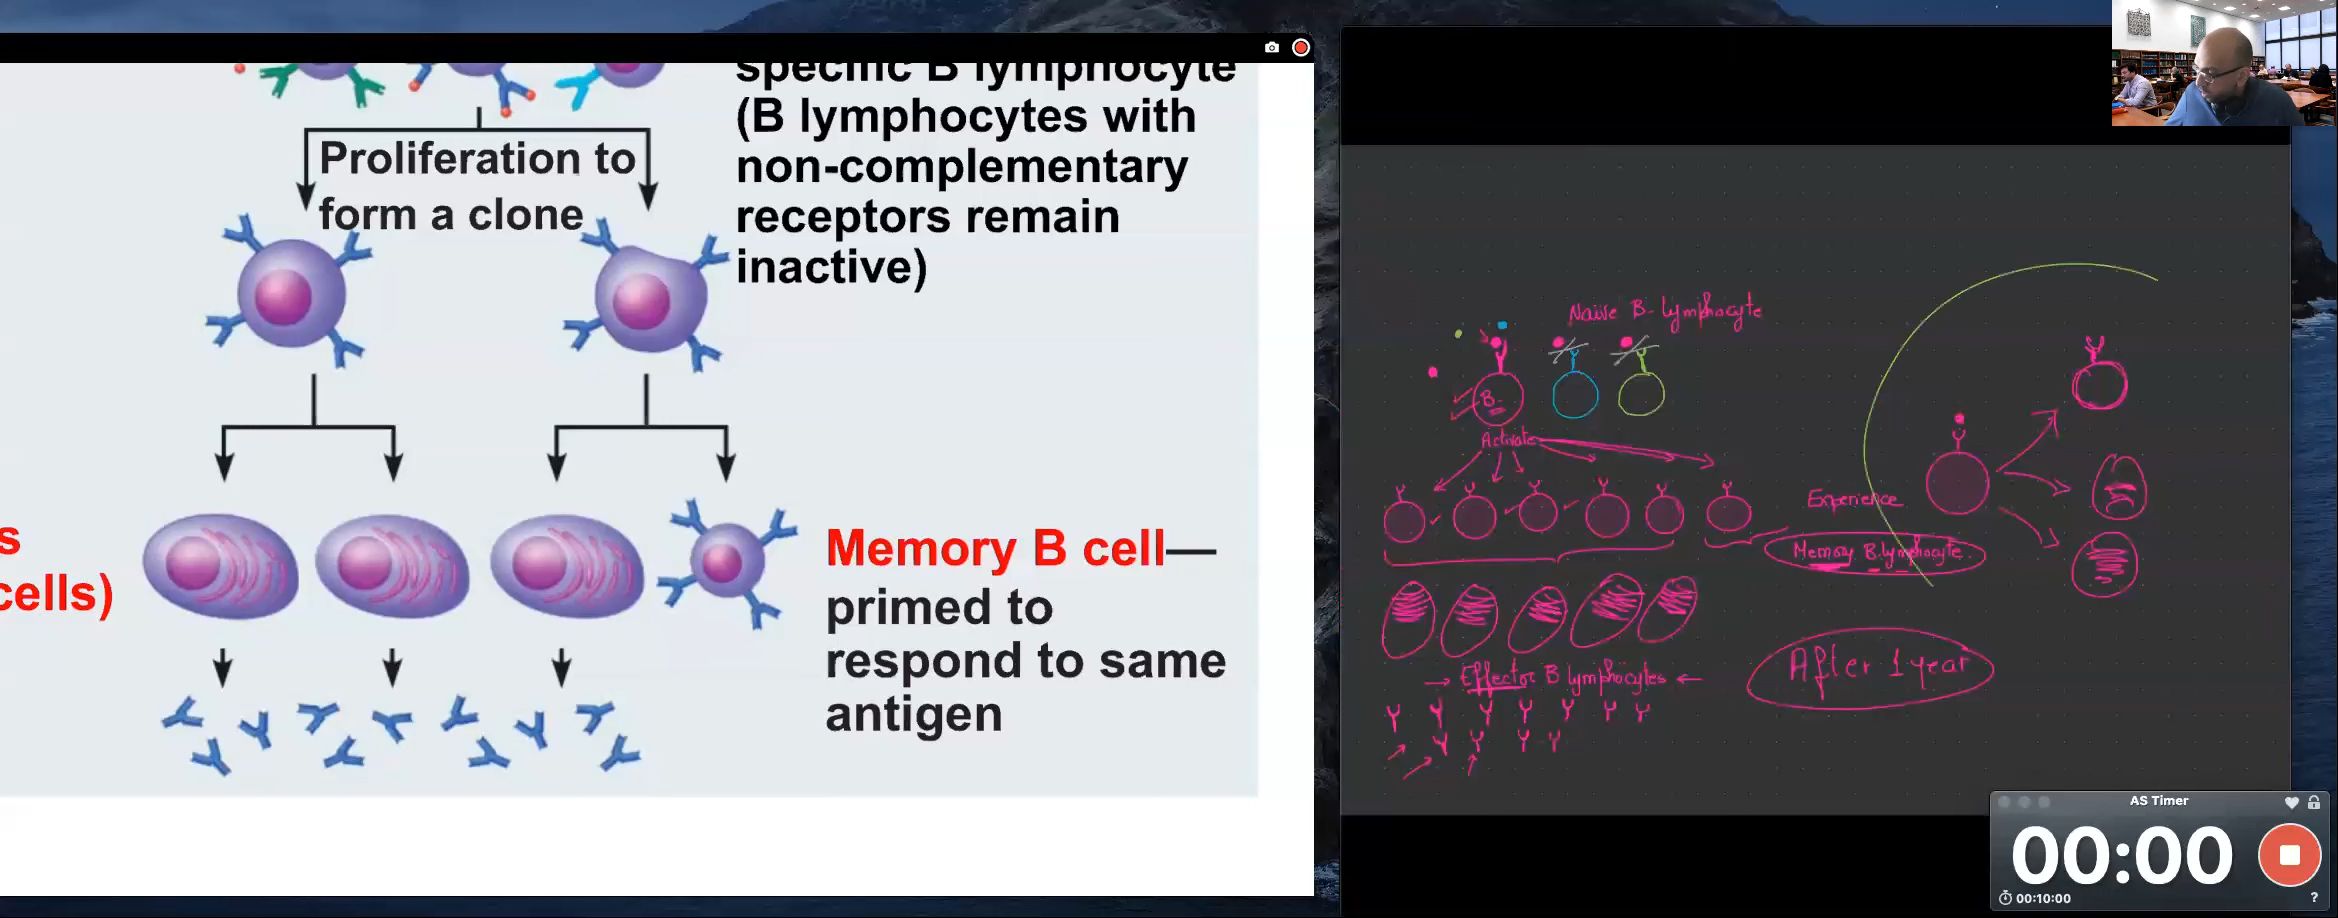 specific B lymphocyte
(B lymphocytes with
non-complementary
receptors remain
inactive)
Proliferation to
form a clone
s
cells)
Memory B cell—
primed to
respond to same
antigen
Naive B-Lymphocyte
B-
Activate
Experience
Memory B.Lymphocyte.
→ Effector B Lymphocytes ←
After 1 year
AS Timer
00:00
00:10:00
?